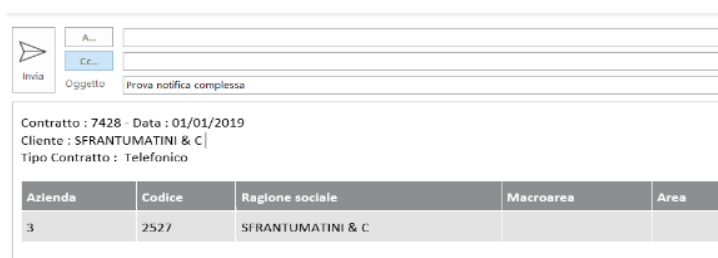 A...
Cc...
Invia
Oggetto
Prova notifica complessa
Contratto : 7428 - Data : 01/01/2019
Cliente : SFRANTUMATINI & C
Tipo Contratto : Telefonico
Azienda Codice Ragione sociale Macroarea Area
3 2527 SFRANTUMATINI & C